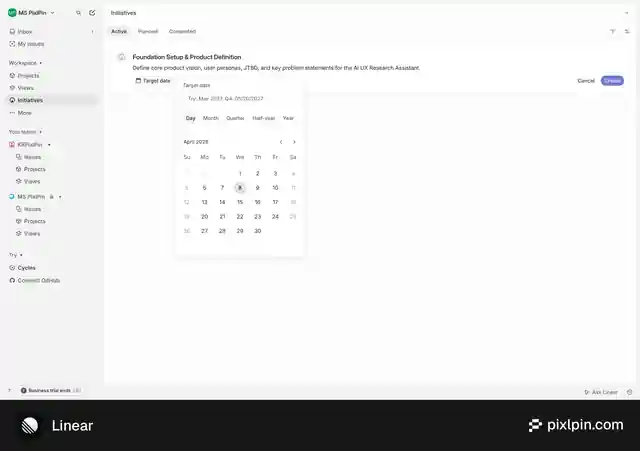 MS PixlPin
Inbox
My issues
Workspace
Projects
Views
Initiatives
More
Your teams
KRPixlPin
Issues
Projects
Views
MS PixlPin
Issues
Projects
Views
Try
Cycles
Connect GitHub
Business trial ends
Initiatives
Active Planned Completed
Foundation Setup & Product Definition
Define core product vision, user personas, JTBD, and key problem statements for the AI UX Research Assistant.
Target date
Cancel Create
Target date
Day Month Quarter Half-year Year
April 2026
Su Mo Tu We Th Fr Sa
1 2 3
5 7 8 9 10 11
12 13 14 15 16 17 18
19 20 21 22 23 24 25
27 28 29 30
Ask Linear
Linear
pixlpin.com